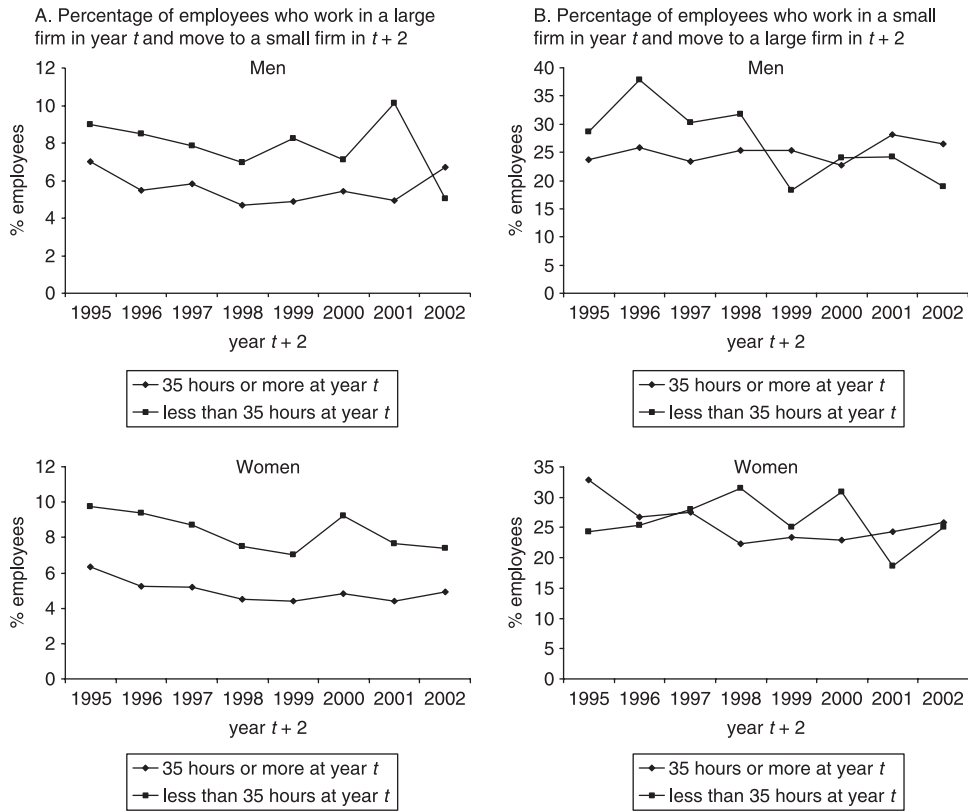 A. Percentage of employees who work in a large
firm in year t and move to a small firm in t + 2
Men
12
10
8
6
4
2
0
% employees
1995 1996 1997 1998 1999 2000 2001 2002
year t + 2
35 hours or more at year t
less than 35 hours at year t
B. Percentage of employees who work in a small
firm in year t and move to a large firm in t + 2
Men
40
35
30
25
20
15
10
5
0
% employees
1995 1996 1997 1998 1999 2000 2001 2002
year t + 2
35 hours or more at year t
less than 35 hours at year t
Women
12
10
8
6
4
2
0
% employees
1995 1996 1997 1998 1999 2000 2001 2002
year t + 2
35 hours or more at year t
less than 35 hours at year t
Women
35
30
25
20
15
10
5
0
% employees
1995 1996 1997 1998 1999 2000 2001 2002
year t + 2
35 hours or more at year t
less than 35 hours at year t